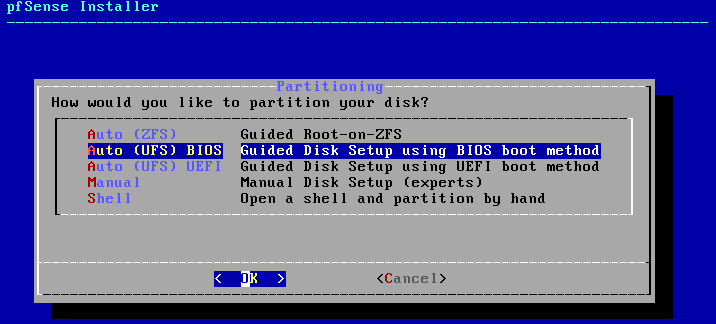 pfSense Installer
Partitioning
How would you like to partition your disk?
Auto (ZFS) Guided Root-on-ZFS
Auto (UFS) BIOS Guided Disk Setup using BIOS boot method
Auto (UFS) UEFI Guided Disk Setup using UEFI boot method
Manual Manual Disk Setup (experts)
Shell Open a shell and partition by hand
< OK > <Cancel>